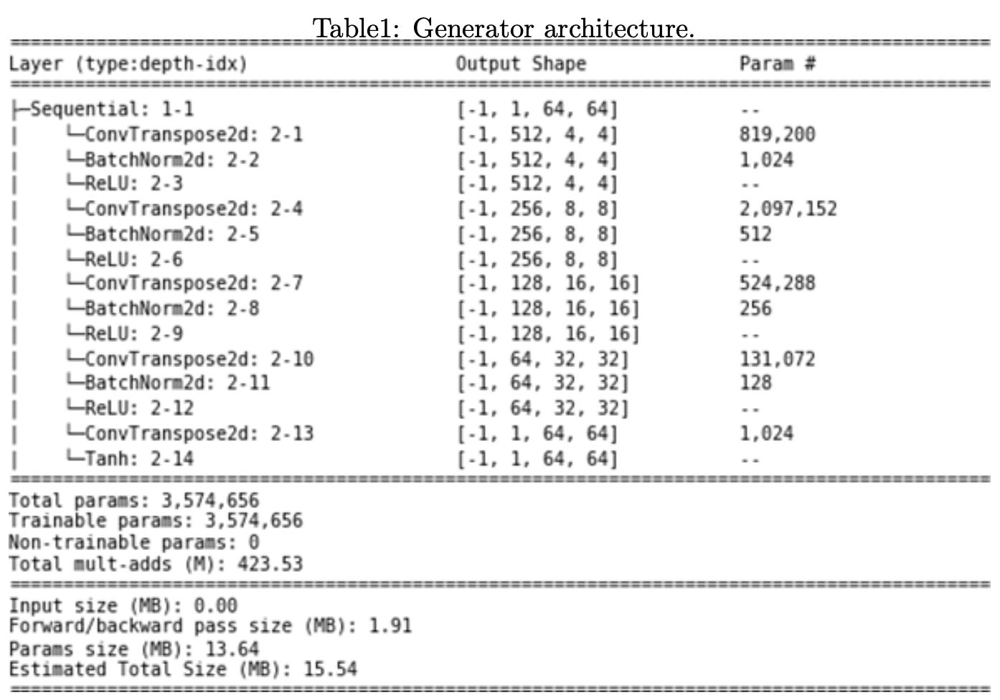 Table1: Generator architecture.
==========================================================================================
Layer (type:depth-idx)                   Output Shape              Param #
==========================================================================================
├─Sequential: 1-1                        [-1, 1, 64, 64]           --
|    └─ConvTranspose2d: 2-1              [-1, 512, 4, 4]           819,200
|    └─BatchNorm2d: 2-2                  [-1, 512, 4, 4]           1,024
|    └─ReLU: 2-3                         [-1, 512, 4, 4]           --
|    └─ConvTranspose2d: 2-4              [-1, 256, 8, 8]           2,097,152
|    └─BatchNorm2d: 2-5                  [-1, 256, 8, 8]           512
|    └─ReLU: 2-6                         [-1, 256, 8, 8]           --
|    └─ConvTranspose2d: 2-7              [-1, 128, 16, 16]         524,288
|    └─BatchNorm2d: 2-8                  [-1, 128, 16, 16]         256
|    └─ReLU: 2-9                         [-1, 128, 16, 16]         --
|    └─ConvTranspose2d: 2-10             [-1, 64, 32, 32]          131,072
|    └─BatchNorm2d: 2-11                 [-1, 64, 32, 32]          128
|    └─ReLU: 2-12                        [-1, 64, 32, 32]          --
|    └─ConvTranspose2d: 2-13             [-1, 1, 64, 64]           1,024
|    └─Tanh: 2-14                        [-1, 1, 64, 64]           --
==========================================================================================
Total params: 3,574,656
Trainable params: 3,574,656
Non-trainable params: 0
Total mult-adds (M): 423.53
==========================================================================================
Input size (MB): 0.00
Forward/backward pass size (MB): 1.91
Params size (MB): 13.64
Estimated Total Size (MB): 15.54
==========================================================================================